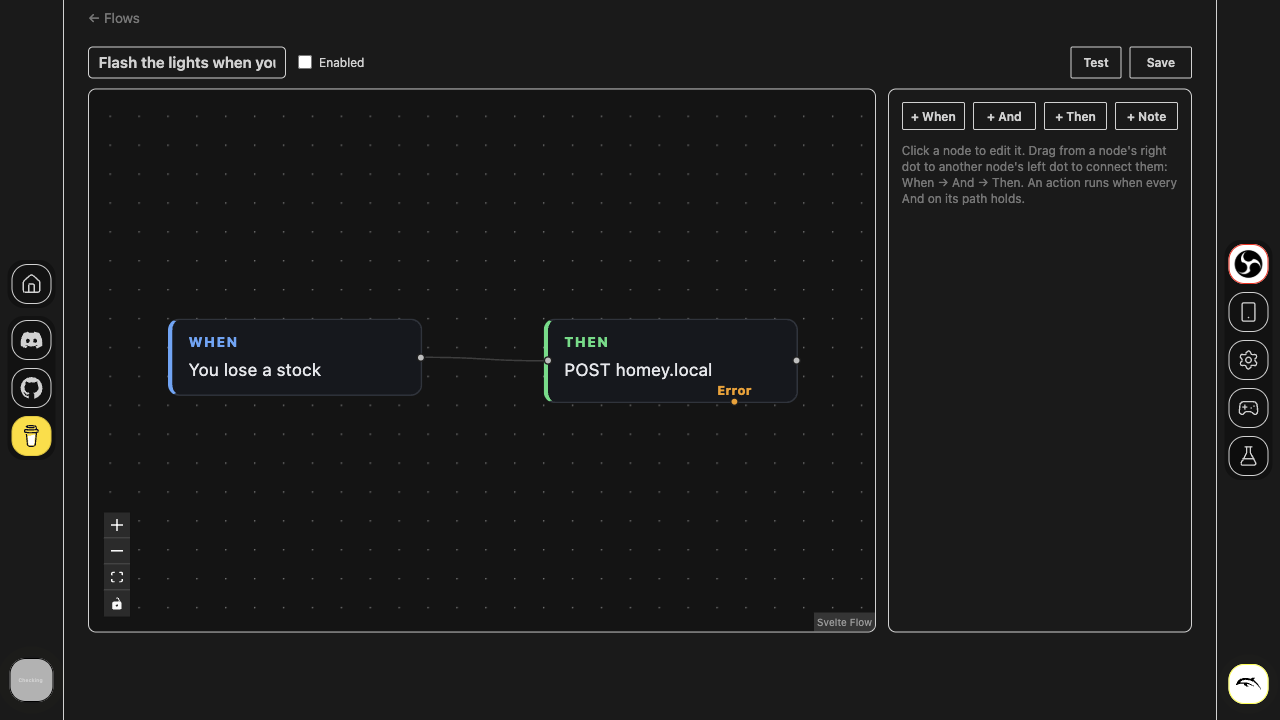 ← Flows
Flash the lights when you
Enabled
Test
Save
+ When
+ And
+ Then
+ Note
Click a node to edit it. Drag from a node's right
dot to another node's left dot to connect them:
When → And → Then. An action runs when every
And on its path holds.
WHEN
You lose a stock
THEN
POST homey.local
Error
Svelte Flow
Checking